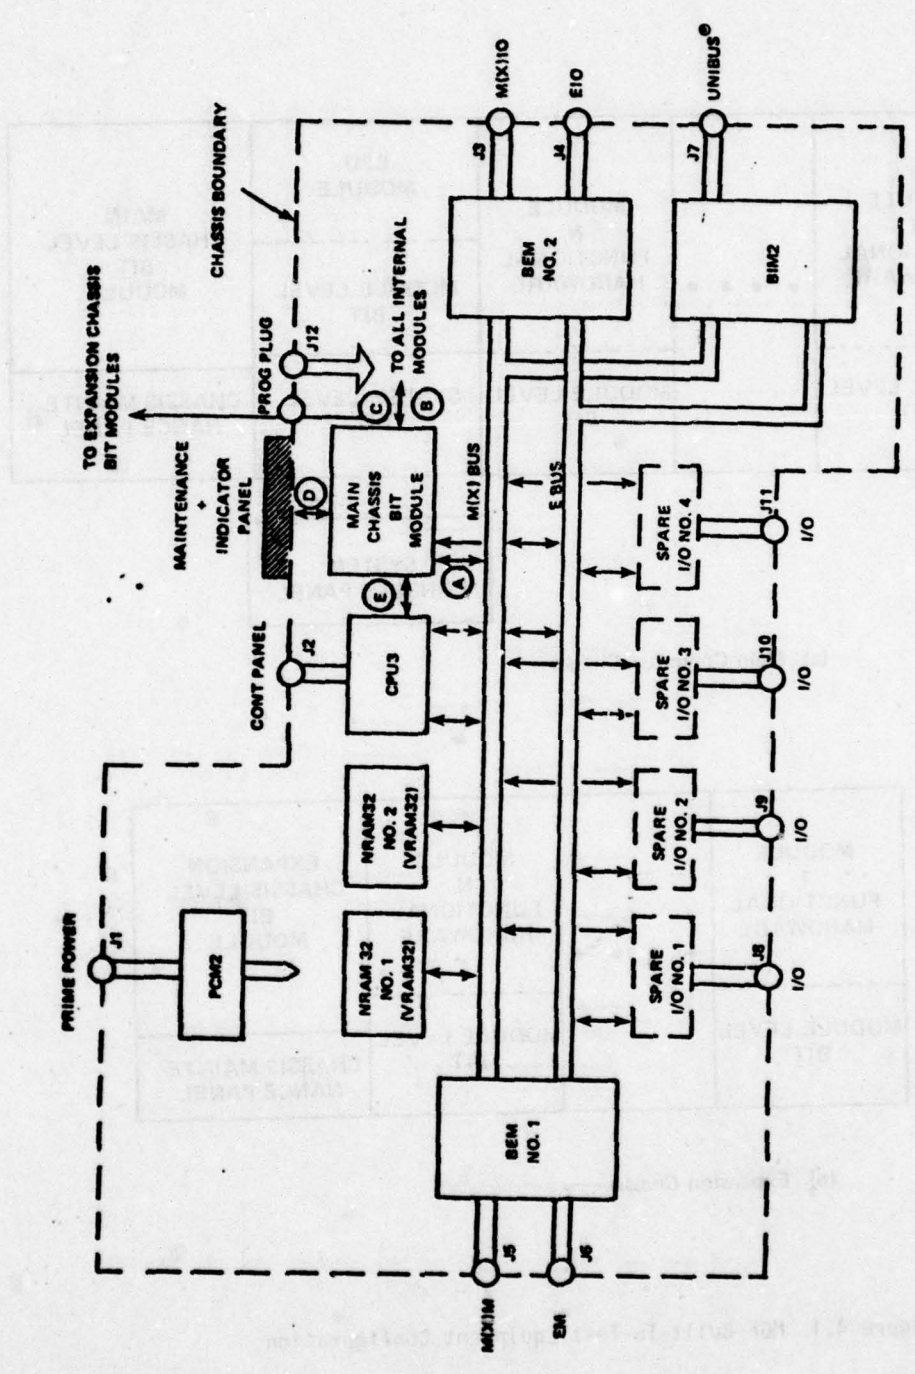 PRIME POWER
J1
PCM2
TO EXPANSION CHASSIS
BIT MODULES
MAINTENANCE
+
INDICATOR
PANEL
CONT PANEL
J2
PROG PLUG
J12
CHASSIS BOUNDARY
TO ALL INTERNAL
MODULES
D
C
B
E
A
MAIN
CHASSIS
BIT
MODULE
CPU3
NRAM32
NO. 2
(VRAM32)
NRAM 32
NO. 1
(VRAM32)
M(X) BUS
E BUS
BEM
NO. 1
J5
M(X)M
J6
EM
BEM
NO. 2
J3
M(X)IO
J4
EIO
BIM2
J7
UNIBUS®
SPARE
I/O NO. 1
J8
I/O
SPARE
I/O NO. 2
J9
I/O
SPARE
I/O NO. 3
J10
I/O
SPARE
I/O NO. 4
J11
I/O